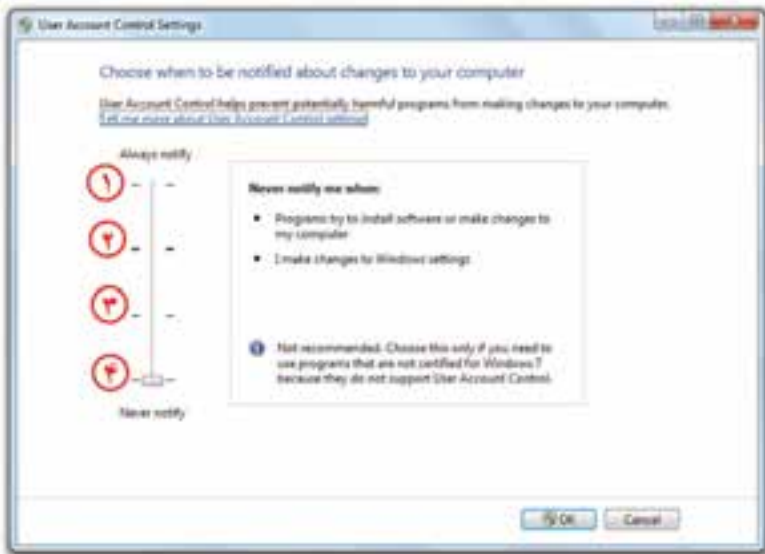 User Account Control Settings
Choose when to be notified about changes to your computer
User Account Control helps prevent potentially harmful programs from making changes to your computer.
Tell me more about User Account Control settings
Always notify
۱
۲
۳
۴
Never notify
Never notify me when:
• Programs try to install software or make changes to
my computer
• I make changes to Windows settings
Not recommended. Choose this only if you need to
use programs that are not certified for Windows 7
because they do not support User Account Control.
OK
Cancel